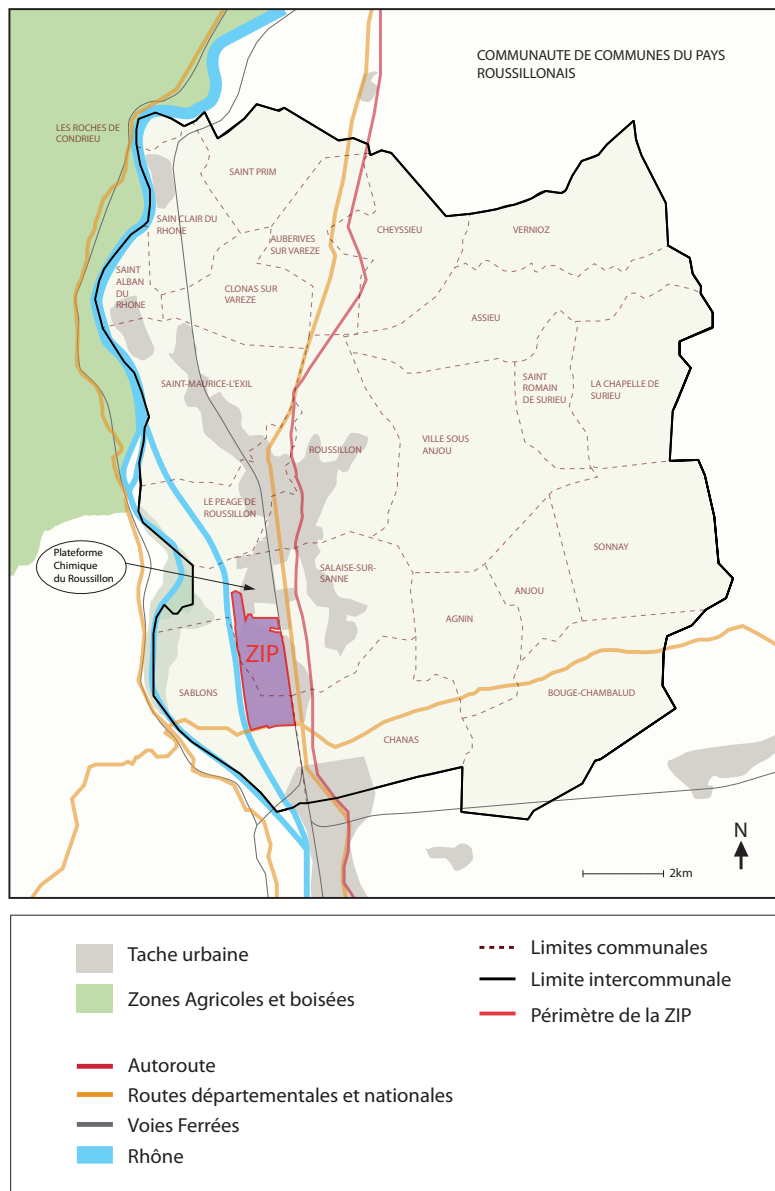 COMMUNAUTE DE COMMUNES DU PAYS
ROUSSILLONAIS
LES ROCHES DE
CONDRIEU
SAINT PRIM
SAIN CLAIR DU
RHONE
AUBERIVES
SUR VAREZE
CHEYSSIEU
VERNIOZ
SAINT
ALBAN
DU
RHONE
CLONAS SUR
VAREZE
ASSIEU
SAINT-MAURICE-L'EXIL
SAINT
ROMAIN
DE SURIEU
LA CHAPELLE DE
SURIEU
ROUSSILLON
VILLE SOUS
ANJOU
LE PEAGE DE
ROUSSILLON
Plateforme
Chimique
du Roussillon
SALAISE-SUR-
SANNE
SONNAY
ANJOU
AGNIN
ZIP
SABLONS
BOUGE-CHAMBALUD
CHANAS
N
2km
Tache urbaine
Zones Agricoles et boisées
Autoroute
Routes départementales et nationales
Voies Ferrées
Rhône
Limites communales
Limite intercommunale
Périmètre de la ZIP